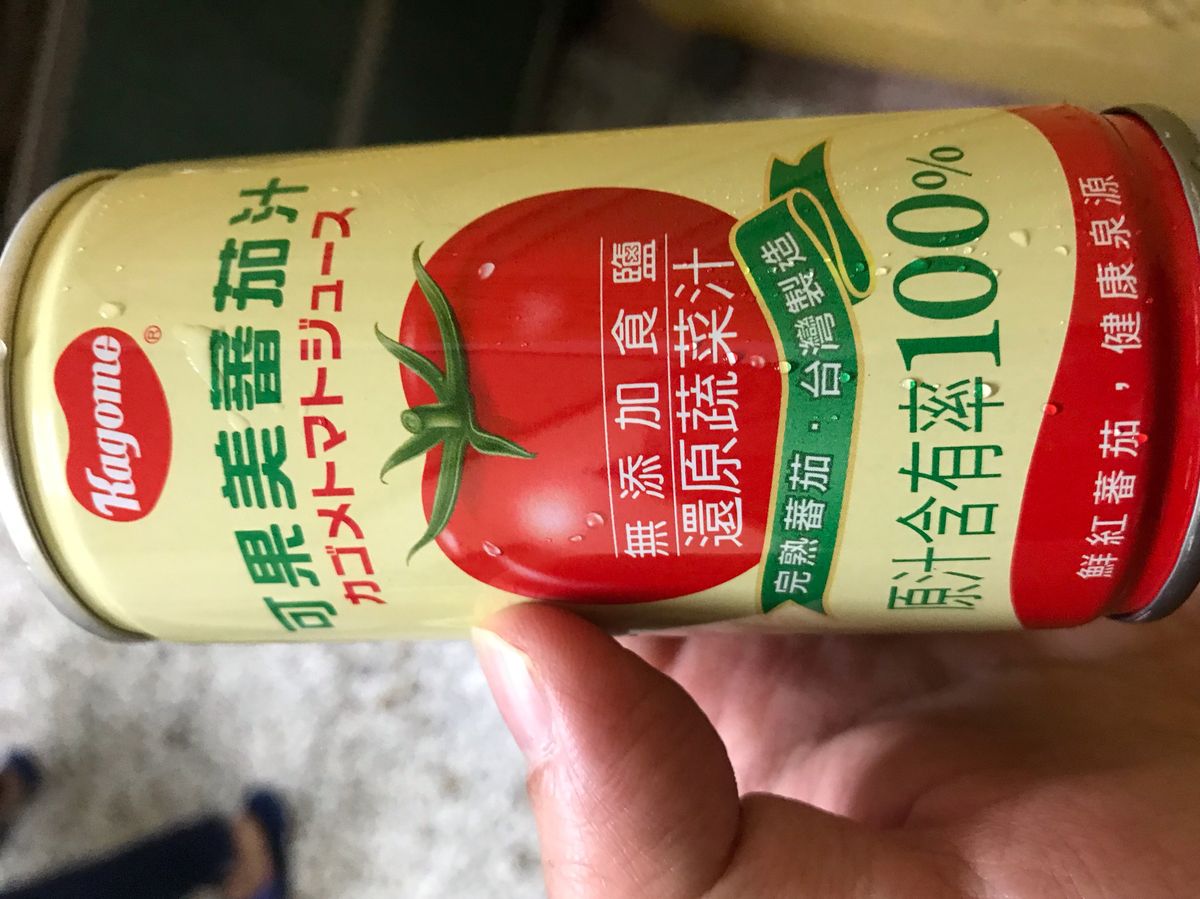 Kagome®
可果美蕃茄汁
カゴメトマトジュース
無添加食鹽
還原蔬菜汁
完熟蕃茄·台灣製造
原汁含有率100%
鮮紅蕃茄,健康泉源